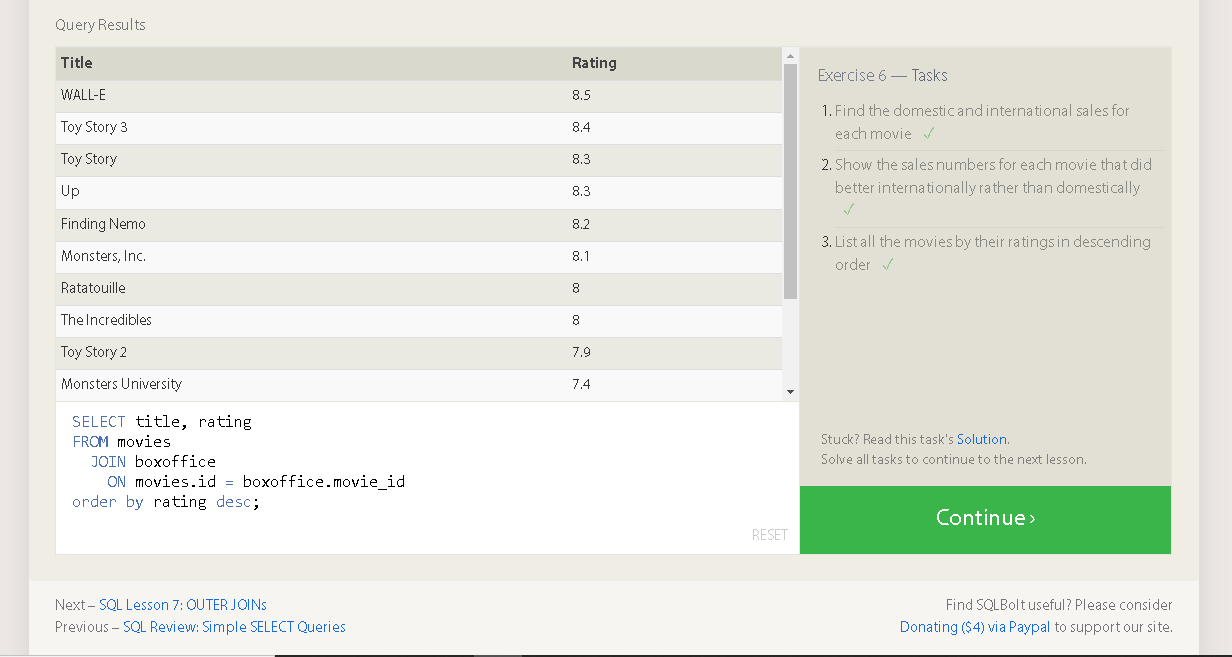 Query Results
Title Rating
WALL-E 8.5
Toy Story 3 8.4
Toy Story 8.3
Up 8.3
Finding Nemo 8.2
Monsters, Inc. 8.1
Ratatouille 8
The Incredibles 8
Toy Story 2 7.9
Monsters University 7.4
SELECT title, rating
FROM movies
JOIN boxoffice
ON movies.id = boxoffice.movie_id
order by rating desc;
RESET
Exercise 6 — Tasks
1. Find the domestic and international sales for
each movie ✓
2. Show the sales numbers for each movie that did
better internationally rather than domestically
✓
3. List all the movies by their ratings in descending
order ✓
Stuck? Read this task's Solution.
Solve all tasks to continue to the next lesson.
Continue ›
Next – SQL Lesson 7: OUTER JOINs
Previous – SQL Review: Simple SELECT Queries
Find SQLBolt useful? Please consider
Donating ($4) via Paypal to support our site.